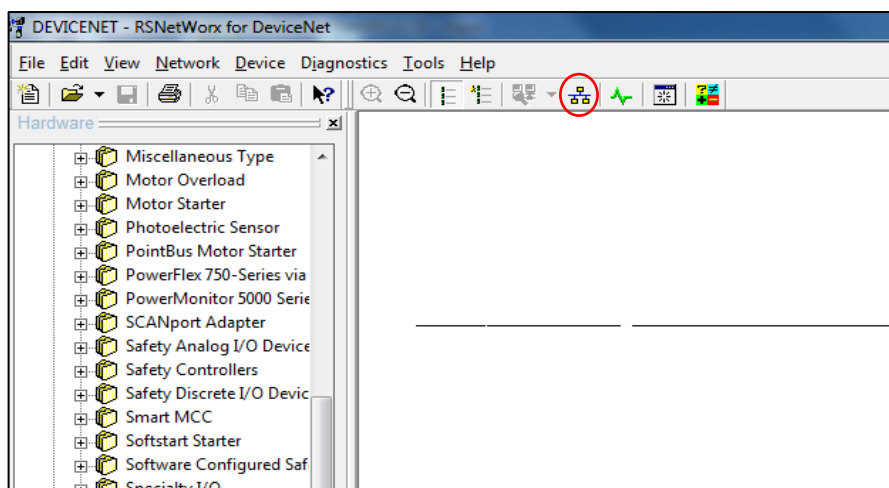 DEVICENET - RSNetWorx for DeviceNet
File Edit View Network Device Diagnostics Tools Help
Hardware
Miscellaneous Type
Motor Overload
Motor Starter
Photoelectric Sensor
PointBus Motor Starter
PowerFlex 750-Series via
PowerMonitor 5000 Serie
SCANport Adapter
Safety Analog I/O Device
Safety Controllers
Safety Discrete I/O Devic
Smart MCC
Softstart Starter
Software Configured Saf
Specialty I/O